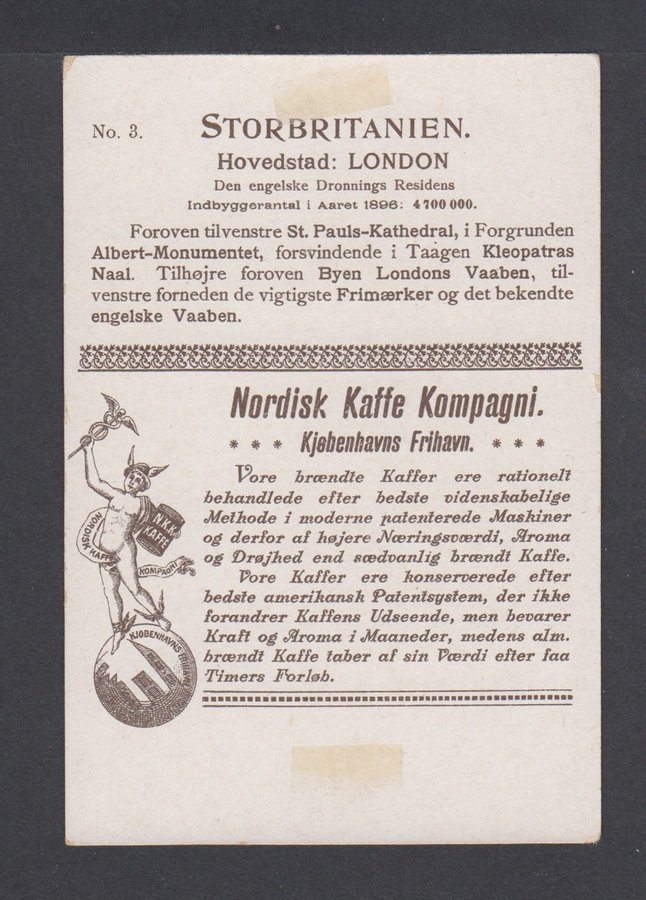 No. 3.
STORBRITANIEN.
Hovedstad: LONDON
Den engelske Dronnings Residens
Indbyggerantal i Aaret 1896: 4 700 000.
Foroven tilvenstre St. Pauls-Kathedral, i Forgrunden
Albert-Monumentet, forsvindende i Taagen Kleopatras
Naal. Tilhøjre foroven Byen Londons Vaaben, til-
venstre forneden de vigtigste Frimærker og det bekendte
engelske Vaaben.
Nordisk Kaffe Kompagni.
* * * Kjøbenhavns Frihavn. * * *
Vore brændte Kaffer ere rationelt
behandlede efter bedste videnskabelige
Methode i moderne patenterede Maskiner
og derfor af højere Næringsværdi, Aroma
og Drøjhed end sædvanlig brændt Kaffe.
Vore Kaffer ere konserverede efter
bedste amerikansk Patentsystem, der ikke
forandrer Kaffens Udseende, men bevarer
Kraft og Aroma i Maaneder, medens alm.
brændt Kaffe taber af sin Værdi efter faa
Timers Forløb.
N.K.K.
KAFFE
NORDISK KAFFE
KOMPAGNI
KJØBENHAVNS FRIHAVN